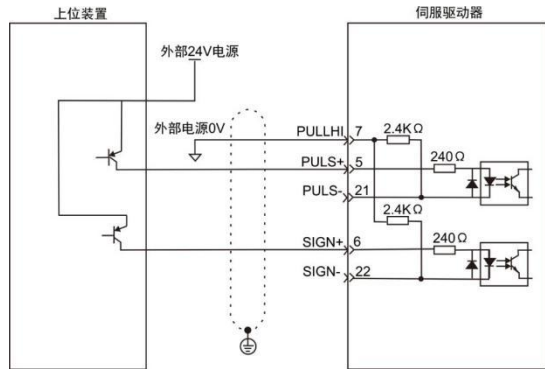 上位装置
伺服驱动器
外部24V电源
外部电源0V
PULLHI
7
2.4KΩ
PULS+
5
240Ω
PULS-
21
2.4KΩ
SIGN+
6
240Ω
SIGN-
22